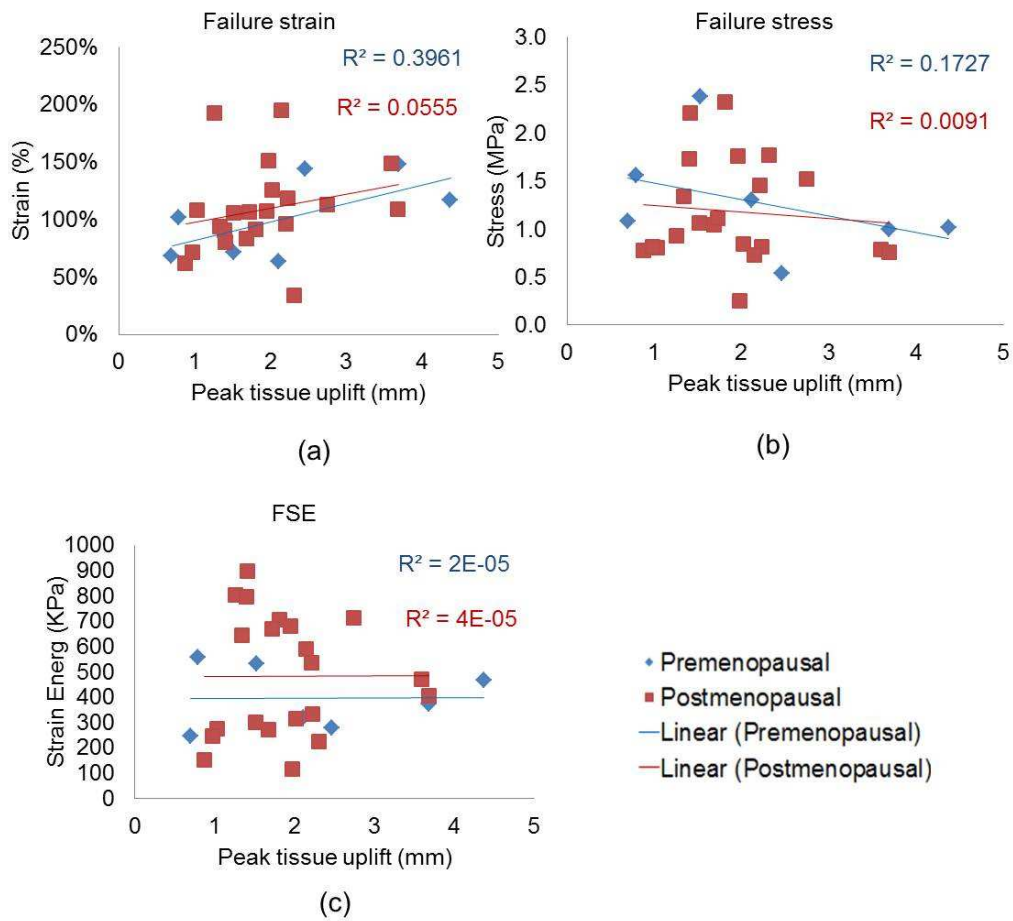 Failure strain
250%
200%
150%
100%
50%
0%
Strain (%)
R² = 0.3961
R² = 0.0555
0 1 2 3 4 5
Peak tissue uplift (mm)
(a)
Failure stress
3.0
2.5
2.0
1.5
1.0
0.5
0.0
Stress (MPa)
R² = 0.1727
R² = 0.0091
0 1 2 3 4 5
Peak tissue uplift (mm)
(b)
FSE
1000
900
800
700
600
500
400
300
200
100
0
Strain Energ (KPa)
R² = 2E-05
R² = 4E-05
0 1 2 3 4 5
Peak tissue uplift (mm)
(c)
Premenopausal
Postmenopausal
Linear (Premenopausal)
Linear (Postmenopausal)